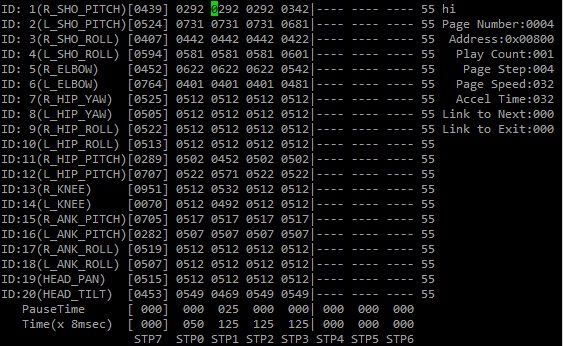 ID: 1(R_SHO_PITCH)[0439] 0292 0292 0292 0342|---- ---- ---- 55 hi
ID: 2(L_SHO_PITCH)[0524] 0731 0731 0731 0681|---- ---- ---- 55 Page Number:0004
ID: 3(R_SHO_ROLL) [0407] 0442 0442 0442 0422|---- ---- ---- 55 Address:0x00800
ID: 4(L_SHO_ROLL) [0594] 0581 0581 0581 0601|---- ---- ---- 55 Play Count:001
ID: 5(R_ELBOW) [0452] 0622 0622 0622 0542|---- ---- ---- 55 Page Step:004
ID: 6(L_ELBOW) [0764] 0401 0401 0401 0481|---- ---- ---- 55 Page Speed:032
ID: 7(R_HIP_YAW) [0525] 0512 0512 0512 0512|---- ---- ---- 55 Accel Time:032
ID: 8(L_HIP_YAW) [0505] 0512 0512 0512 0512|---- ---- ---- 55 Link to Next:000
ID: 9(R_HIP_ROLL) [0522] 0512 0513 0512 0512|---- ---- ---- 55 Link to Exit:000
ID:10(L_HIP_ROLL) [0513] 0512 0512 0512 0512|---- ---- ---- 55
ID:11(R_HIP_PITCH)[0289] 0502 0452 0502 0502|---- ---- ---- 55
ID:12(L_HIP_PITCH)[0707] 0522 0571 0522 0522|---- ---- ---- 55
ID:13(R_KNEE) [0951] 0512 0532 0512 0512|---- ---- ---- 55
ID:14(L_KNEE) [0070] 0512 0492 0512 0512|---- ---- ---- 55
ID:15(R_ANK_PITCH)[0705] 0517 0517 0517 0517|---- ---- ---- 55
ID:16(L_ANK_PITCH)[0282] 0507 0507 0507 0507|---- ---- ---- 55
ID:17(R_ANK_ROLL) [0519] 0512 0512 0512 0512|---- ---- ---- 55
ID:18(L_ANK_ROLL) [0507] 0512 0512 0512 0512|---- ---- ---- 55
ID:19(HEAD_PAN) [0515] 0512 0512 0512 0512|---- ---- ---- 55
ID:20(HEAD_TILT) [0453] 0549 0469 0549 0549|---- ---- ---- 55
PauseTime [ 000] 000 025 000 000| 000 000 000
Time(x 8msec) [ 000] 050 125 125 125| 000 000 000
STP7 STP0 STP1 STP2 STP3 STP4 STP5 STP6